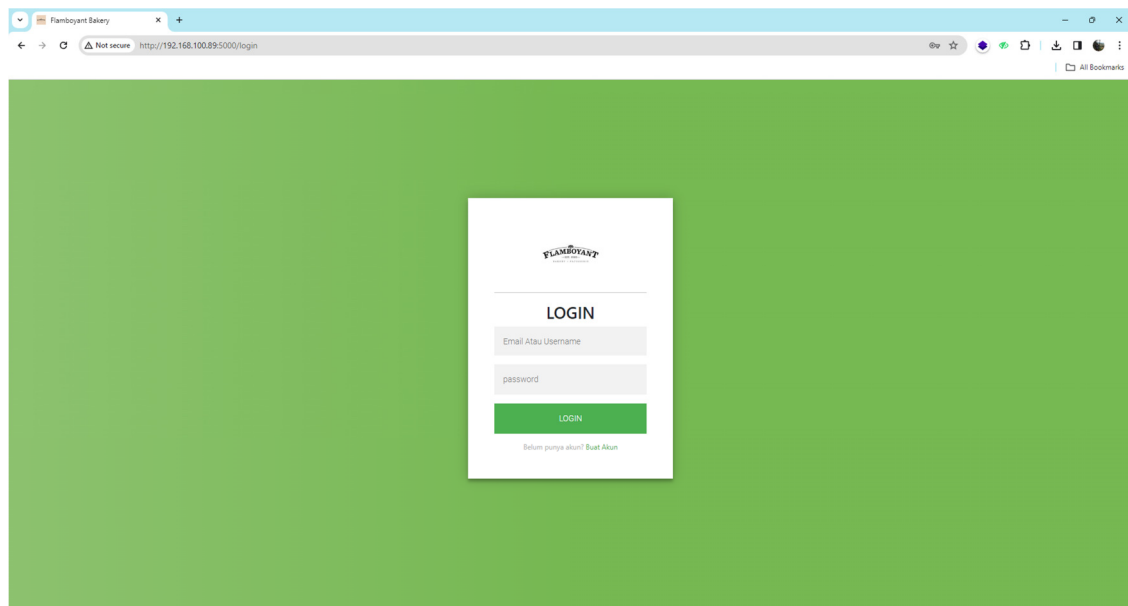 Flamboyant Bakery
Not secure
http://192.168.100.89:5000/login
All Bookmarks
FLAMBOYANT
LOGIN
Email Atau Username
password
LOGIN
Belum punya akun? Buat Akun